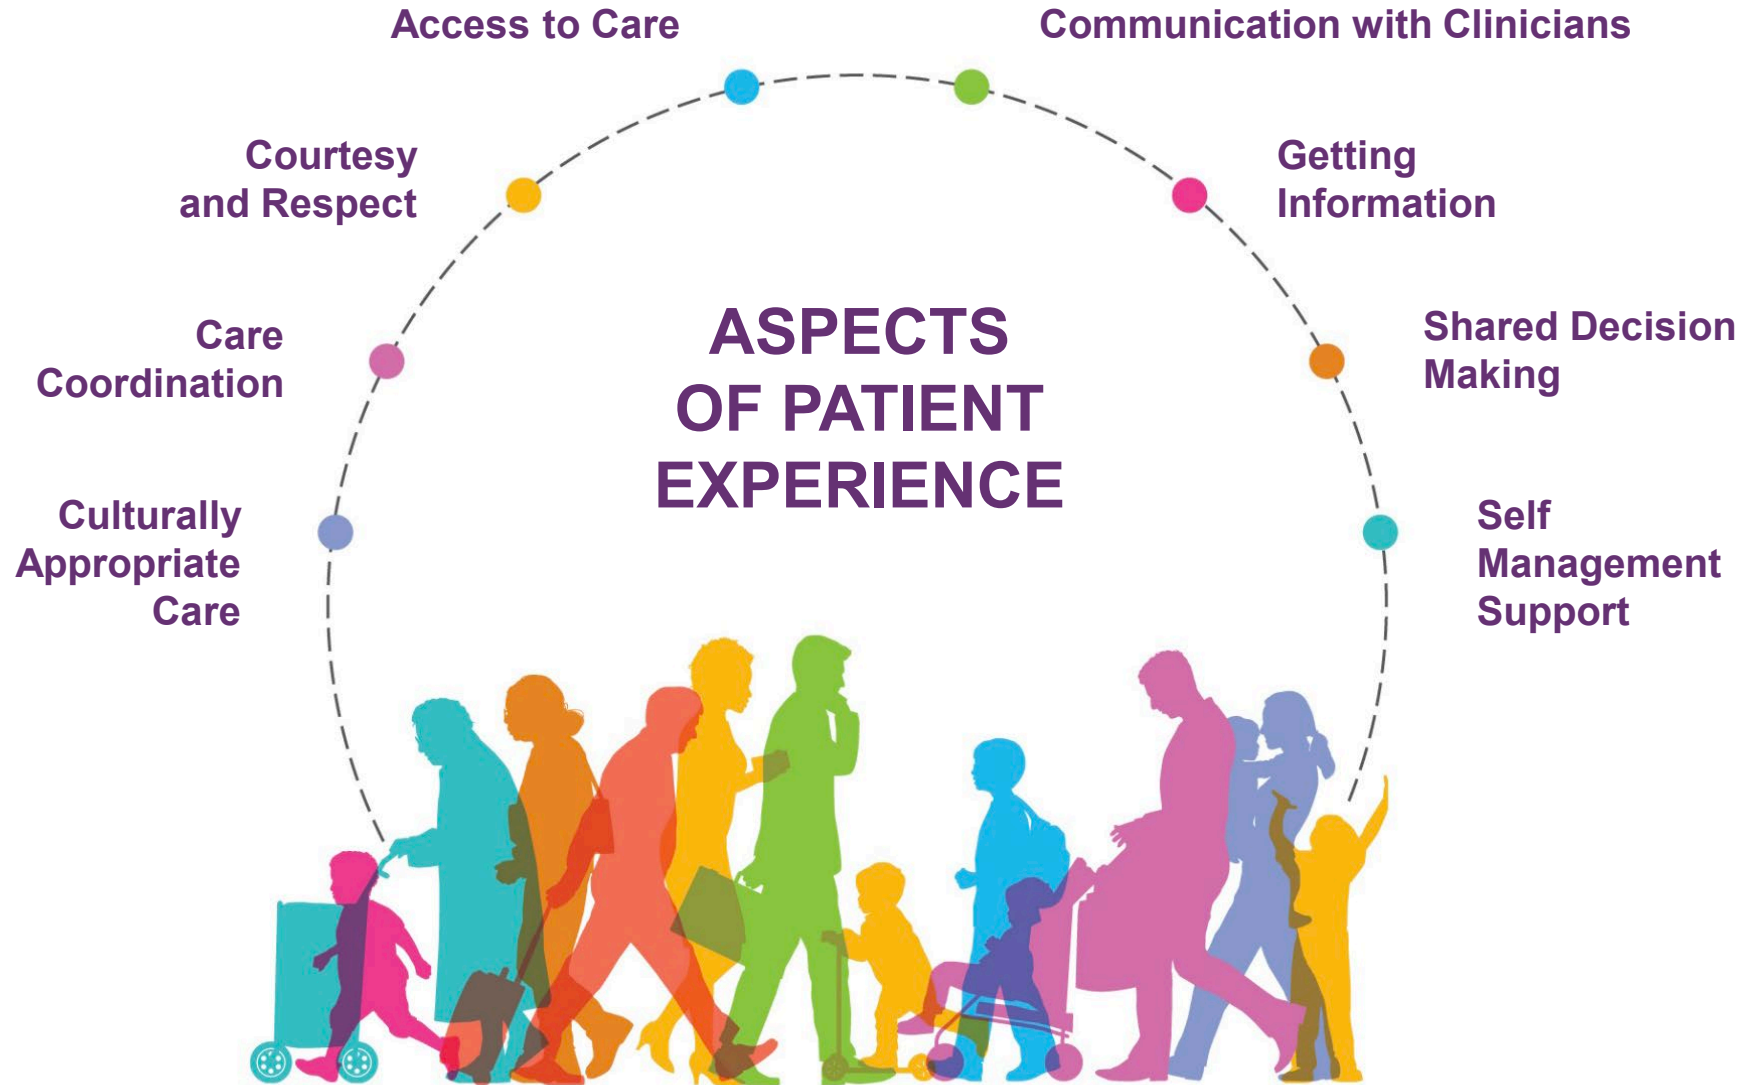 Access to Care
Communication with Clinicians
Courtesy
and Respect
Getting
Information
Care
Coordination
ASPECTS
OF PATIENT
EXPERIENCE
Shared Decision
Making
Culturally
Appropriate
Care
Self
Management
Support